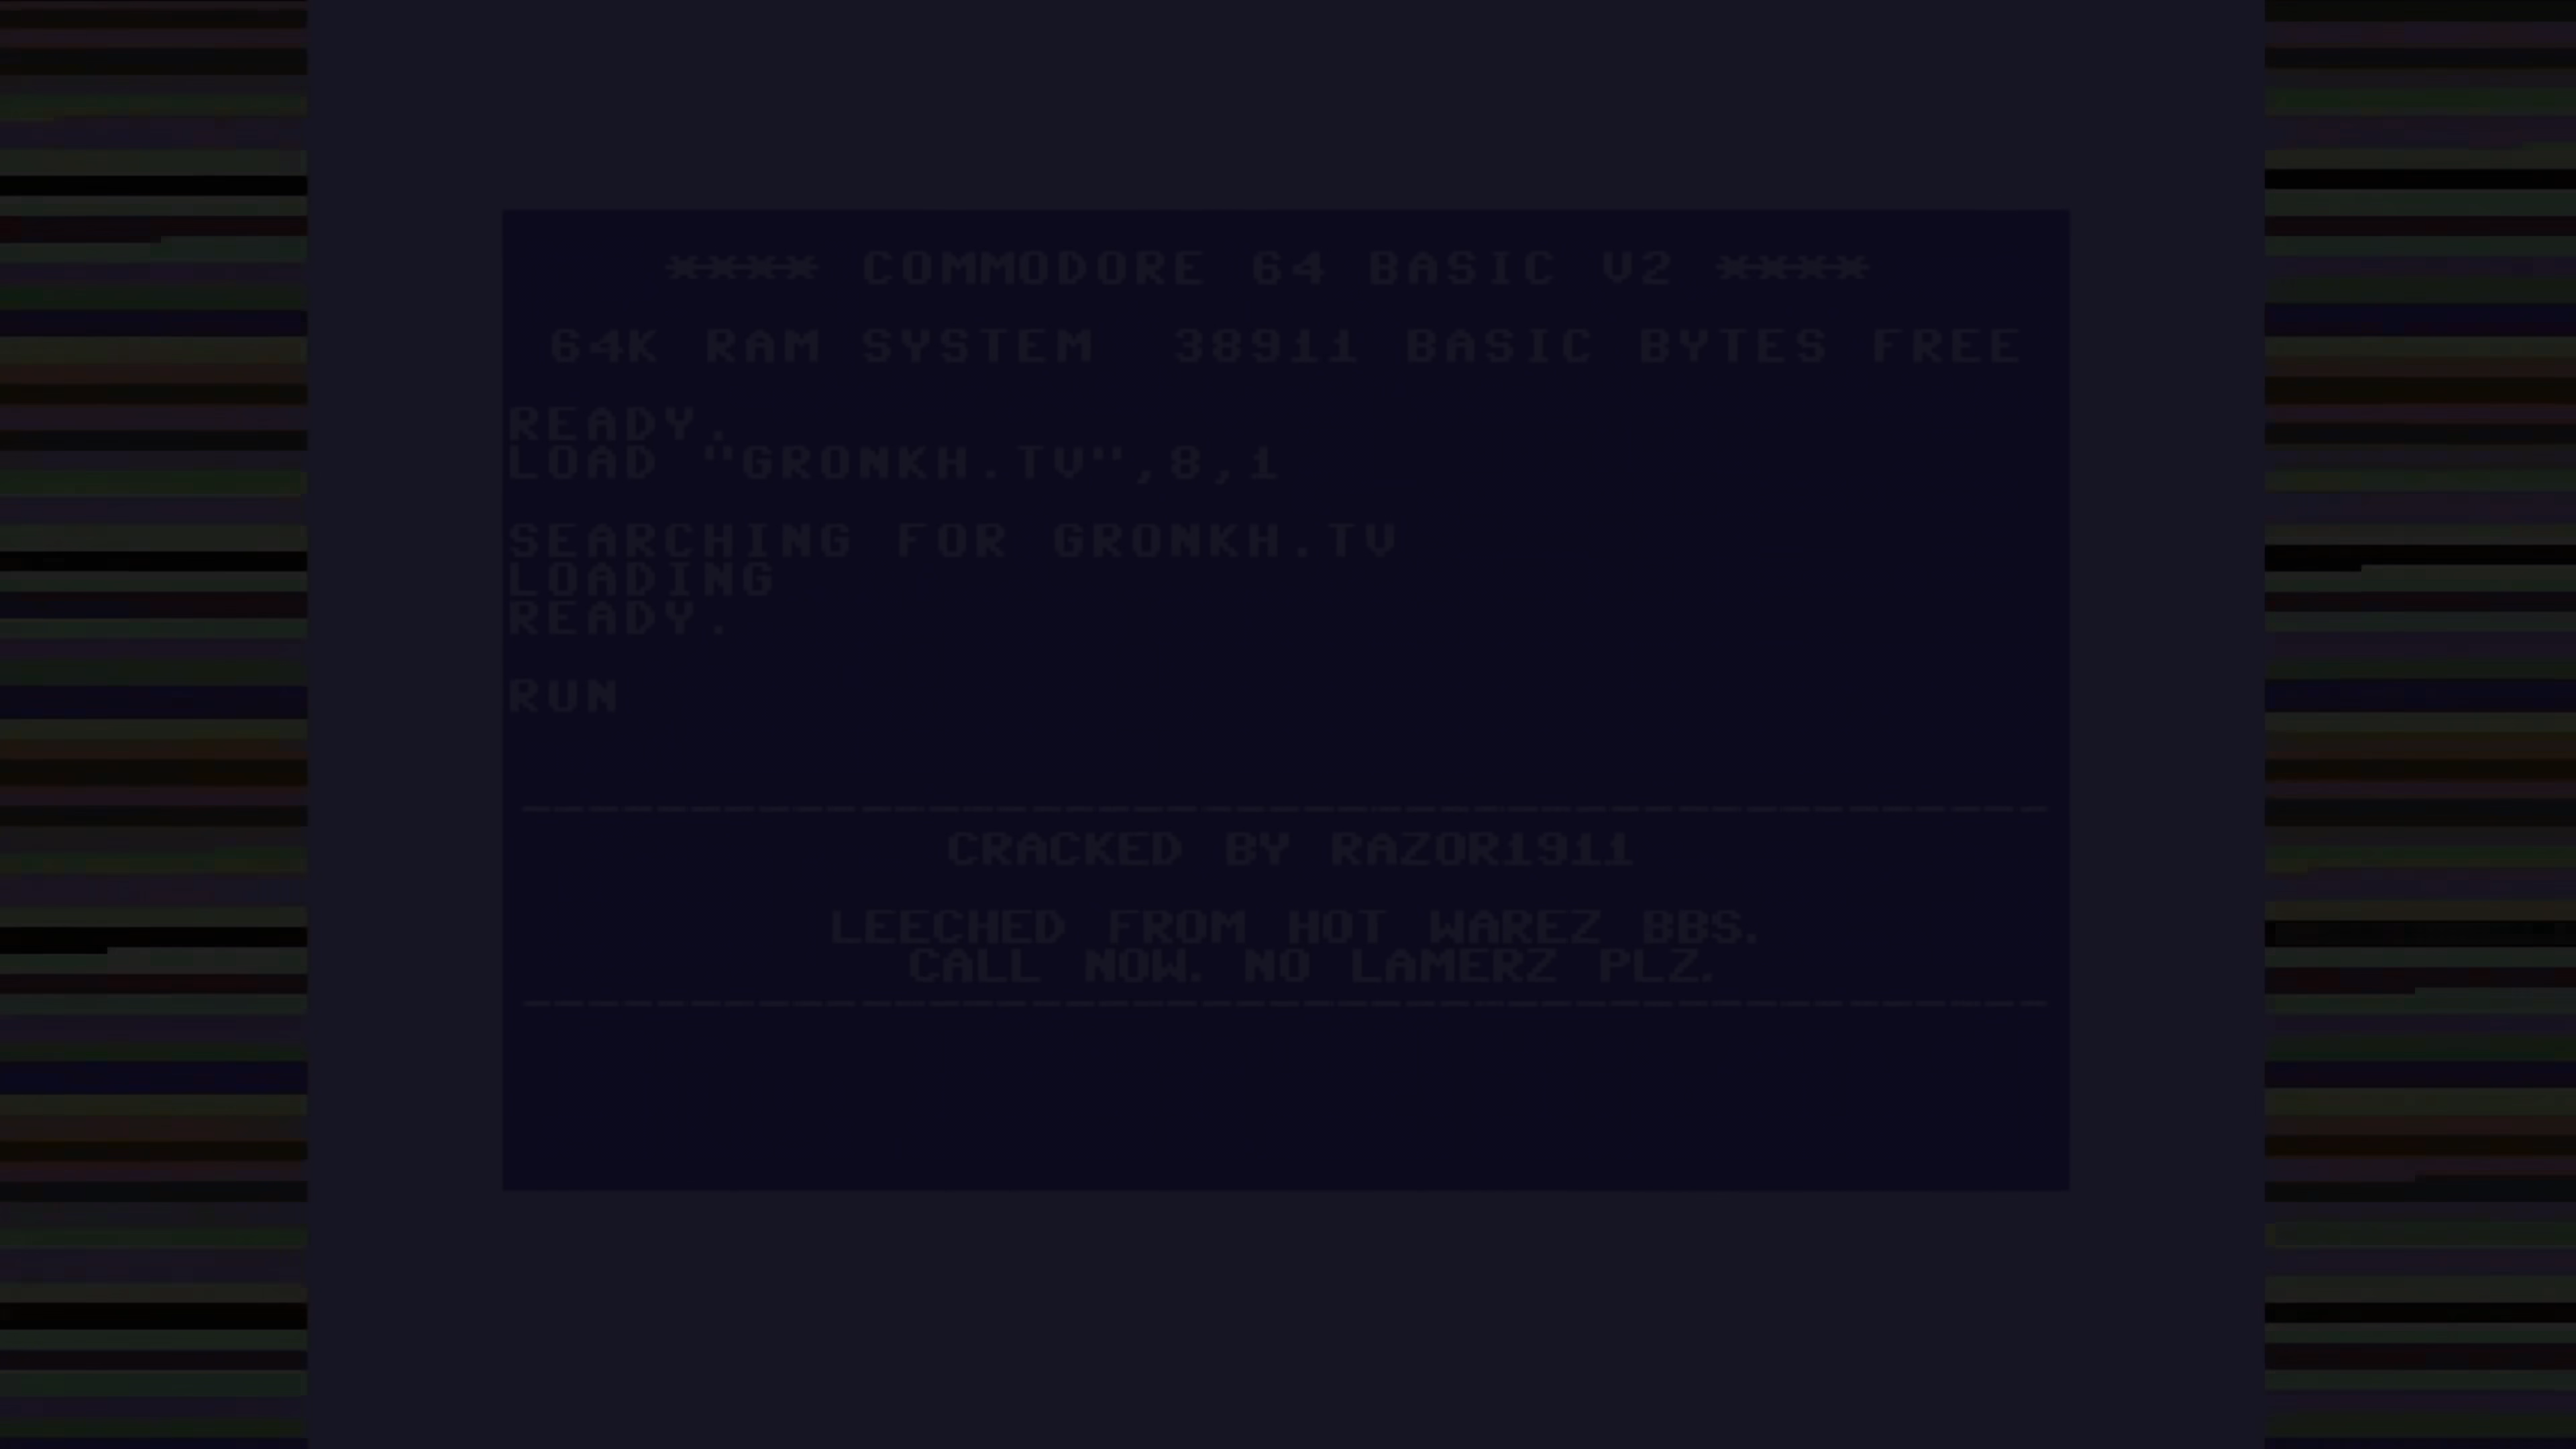 **** COMMODORE 64 BASIC V2 ****
64K RAM SYSTEM  38911 BASIC BYTES FREE
READY.
LOAD "GRONKH.TV",8,1
SEARCHING FOR GRONKH.TV
LOADING
READY.
RUN
CRACKED BY RAZOR1911
LEECHED FROM HOT WAREZ BBS.
CALL NOW. NO LAMERZ PLZ.